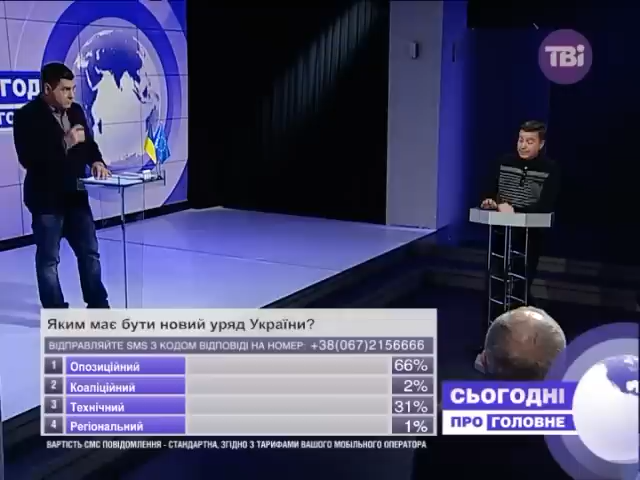 ТВі
ЬОГОДН
ГО
Яким має бути новий уряд України?
ВІДПРАВЛЯЙТЕ SMS З КОДОМ ВІДПОВІДІ НА НОМЕР: +38(067)2156666
1 Опозиційний 66%
2 Коаліційний 2%
3 Технічний 31%
4 Регіональний 1%
ВАРТІСТЬ СМС ПОВІДОМЛЕННЯ - СТАНДАРТНА, ЗГІДНО З ТАРИФАМИ ВАШОГО МОБІЛЬНОГО ОПЕРАТОРА
СЬОГОДНІ
ПРО ГОЛОВНЕ